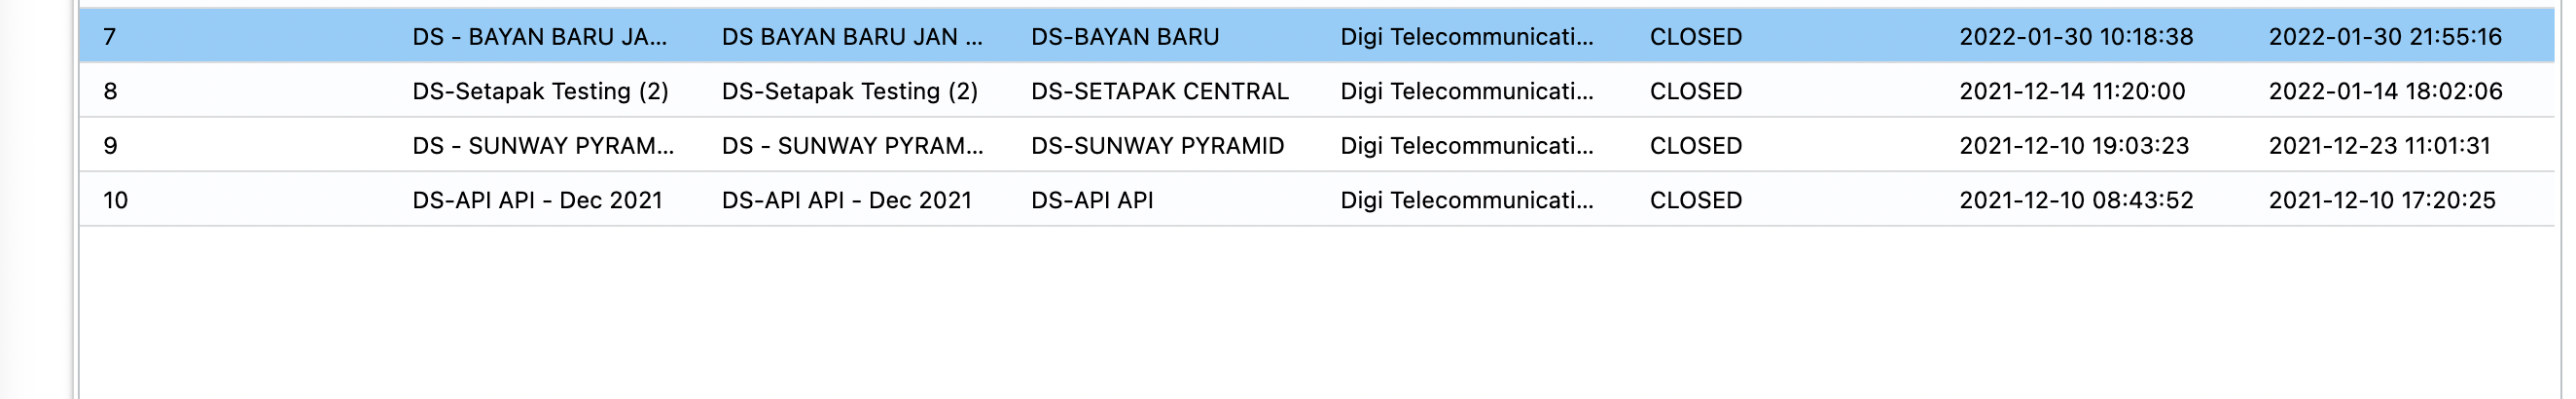 7 DS - BAYAN BARU JA... DS BAYAN BARU JAN ... DS-BAYAN BARU Digi Telecommunicati... CLOSED 2022-01-30 10:18:38 2022-01-30 21:55:16
8 DS-Setapak Testing (2) DS-Setapak Testing (2) DS-SETAPAK CENTRAL Digi Telecommunicati... CLOSED 2021-12-14 11:20:00 2022-01-14 18:02:06
9 DS - SUNWAY PYRAM... DS - SUNWAY PYRAM... DS-SUNWAY PYRAMID Digi Telecommunicati... CLOSED 2021-12-10 19:03:23 2021-12-23 11:01:31
10 DS-API API - Dec 2021 DS-API API - Dec 2021 DS-API API Digi Telecommunicati... CLOSED 2021-12-10 08:43:52 2021-12-10 17:20:25